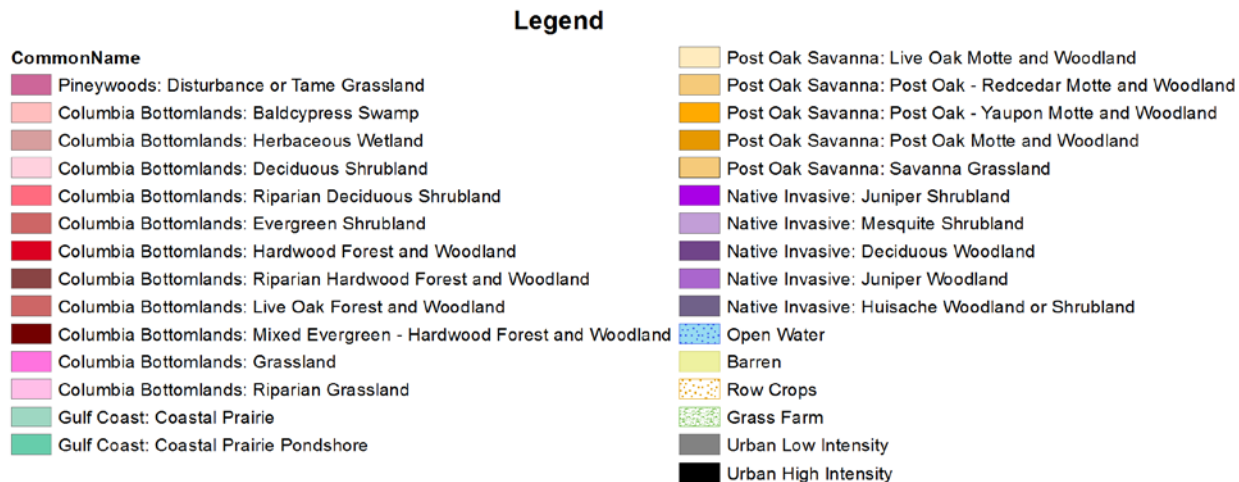 Legend
CommonName
Pineywoods: Disturbance or Tame Grassland
Columbia Bottomlands: Baldcypress Swamp
Columbia Bottomlands: Herbaceous Wetland
Columbia Bottomlands: Deciduous Shrubland
Columbia Bottomlands: Riparian Deciduous Shrubland
Columbia Bottomlands: Evergreen Shrubland
Columbia Bottomlands: Hardwood Forest and Woodland
Columbia Bottomlands: Riparian Hardwood Forest and Woodland
Columbia Bottomlands: Live Oak Forest and Woodland
Columbia Bottomlands: Mixed Evergreen - Hardwood Forest and Woodland
Columbia Bottomlands: Grassland
Columbia Bottomlands: Riparian Grassland
Gulf Coast: Coastal Prairie
Gulf Coast: Coastal Prairie Pondshore
Post Oak Savanna: Live Oak Motte and Woodland
Post Oak Savanna: Post Oak - Redcedar Motte and Woodland
Post Oak Savanna: Post Oak - Yaupon Motte and Woodland
Post Oak Savanna: Post Oak Motte and Woodland
Post Oak Savanna: Savanna Grassland
Native Invasive: Juniper Shrubland
Native Invasive: Mesquite Shrubland
Native Invasive: Deciduous Woodland
Native Invasive: Juniper Woodland
Native Invasive: Huisache Woodland or Shrubland
Open Water
Barren
Row Crops
Grass Farm
Urban Low Intensity
Urban High Intensity